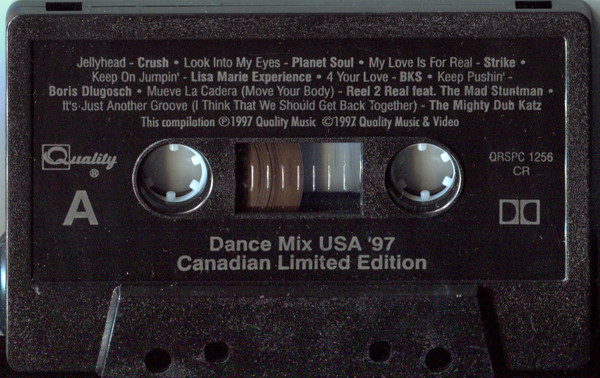 Jellyhead - Crush • Look Into My Eyes - Planet Soul • My Love Is For Real - Strike •
Keep On Jumpin' - Lisa Marie Experience • 4 Your Love - BKS • Keep Pushin' -
Boris Dlugosch • Mueve La Cadera (Move Your Body) - Reel 2 Real feat. The Mad Stuntman •
It's Just Another Groove (I Think That We Should Get Back Together) - The Mighty Dub Katz
This compilation ℗1997 Quality Music ©1997 Quality Music & Video
Quality ®
QRSPC 1256
CR
A
Dance Mix USA '97
Canadian Limited Edition